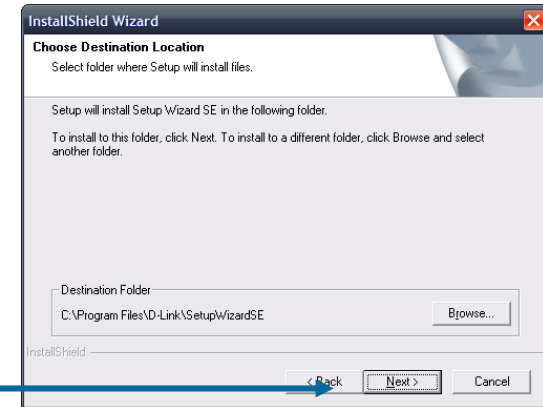 InstallShield Wizard
Choose Destination Location
Select folder where Setup will install files.
Setup will install Setup Wizard SE in the following folder.
To install to this folder, click Next. To install to a different folder, click Browse and select
another folder.
Destination Folder
C:\Program Files\D-Link\SetupWizardSE
Browse...
InstallShield
< Back
Next >
Cancel